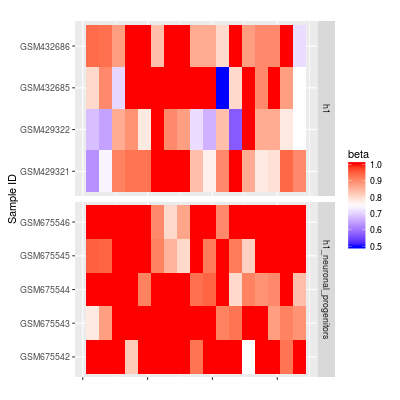 GSM432686
GSM432685
GSM429322
GSM429321
h1
GSM675546
GSM675545
GSM675544
GSM675543
GSM675542
h1_neuronal_progenitors
Sample ID
beta
1.0
0.9
0.8
0.7
0.6
0.5